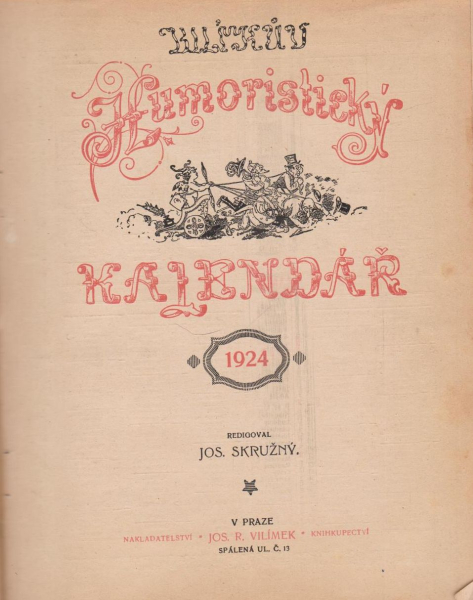 VILÍMKŮV
Humoristický
KALENDÁŘ
1924
REDIGOVAL
JOS. SKRUŽNÝ.
V PRAZE
NAKLADATELSTVÍ * JOS. R. VILÍMEK * KNIHKUPECTVÍ
SPÁLENÁ UL. Č. 13